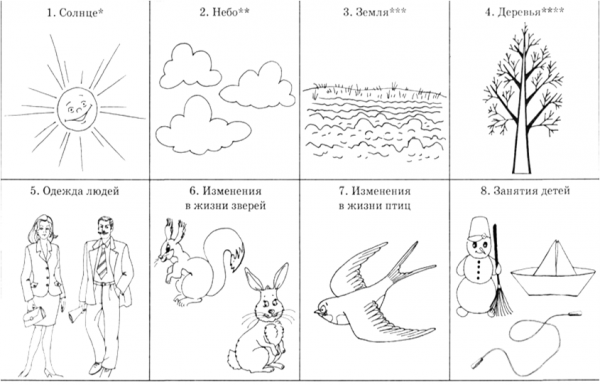 1. Солнце*
2. Небо**
3. Земля***
4. Деревья****
5. Одежда людей
6. Изменения
в жизни зверей
7. Изменения
в жизни птиц
8. Занятия детей